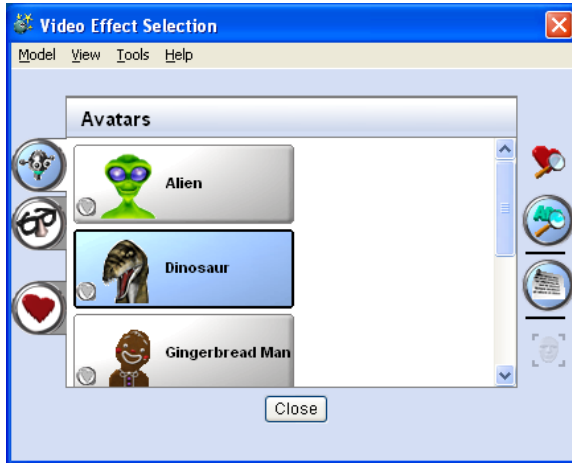 Video Effect Selection
Model View Tools Help
Avatars
Alien
Dinosaur
Gingerbread Man
Close